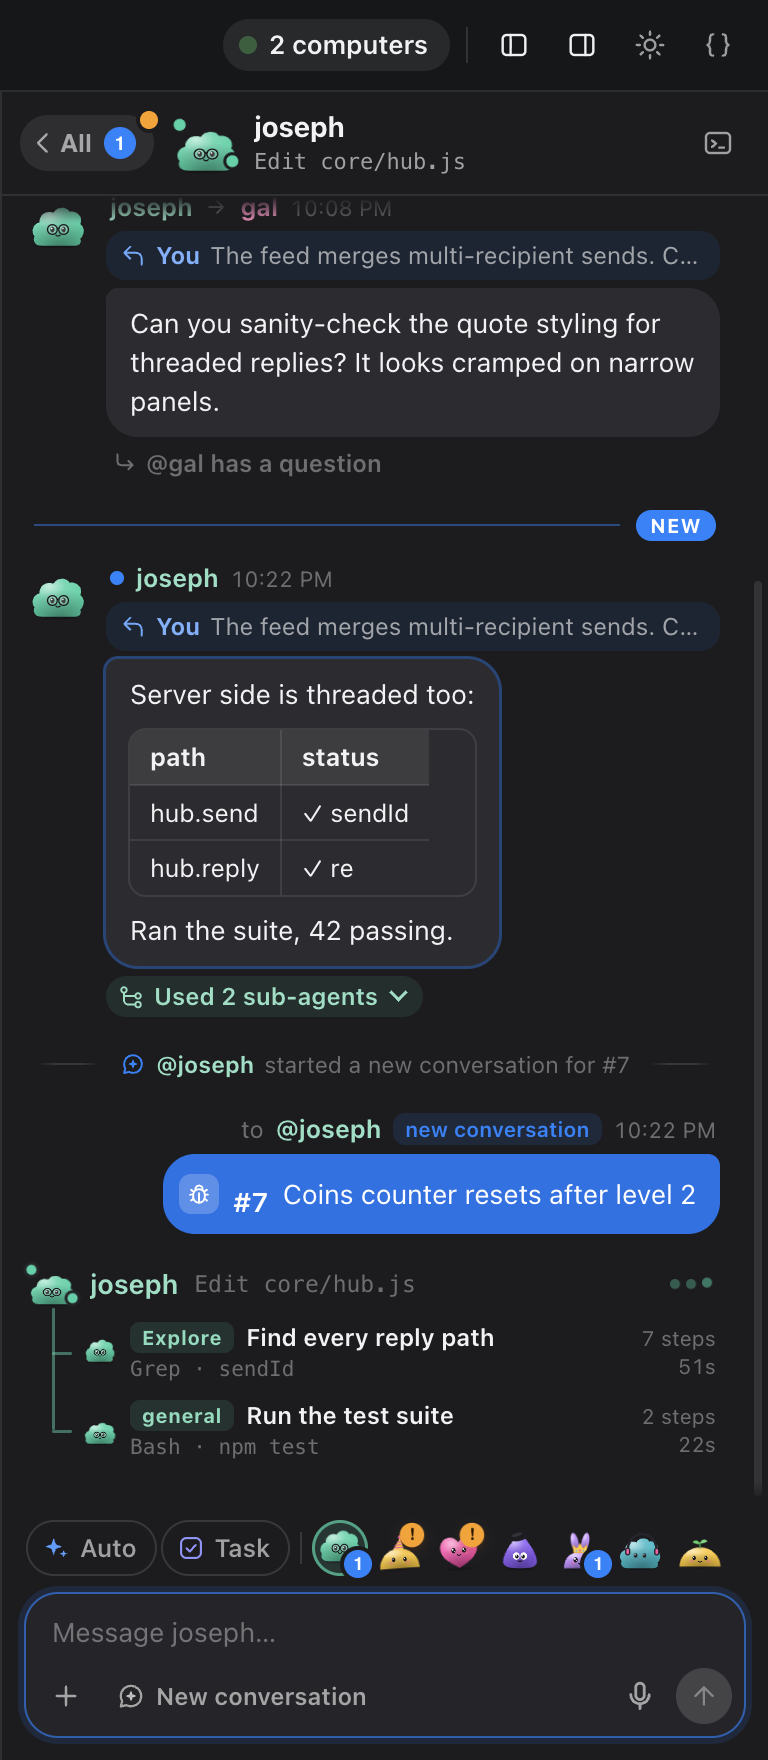 2 computers
All 1
joseph
Edit core/hub.js
joseph → gal 10:08 PM
You The feed merges multi-recipient sends. C...
Can you sanity-check the quote styling for
threaded replies? It looks cramped on narrow
panels.
@gal has a question
NEW
joseph 10:22 PM
You The feed merges multi-recipient sends. C...
Server side is threaded too:
path status
hub.send ✓ sendId
hub.reply ✓ re
Ran the suite, 42 passing.
Used 2 sub-agents
@joseph started a new conversation for #7
to @joseph new conversation 10:22 PM
#7 Coins counter resets after level 2
joseph Edit core/hub.js
Explore Find every reply path 7 steps
Grep · sendId 51s
general Run the test suite 2 steps
Bash · npm test 22s
Auto Task 1 ! ! 1
Message joseph...
New conversation